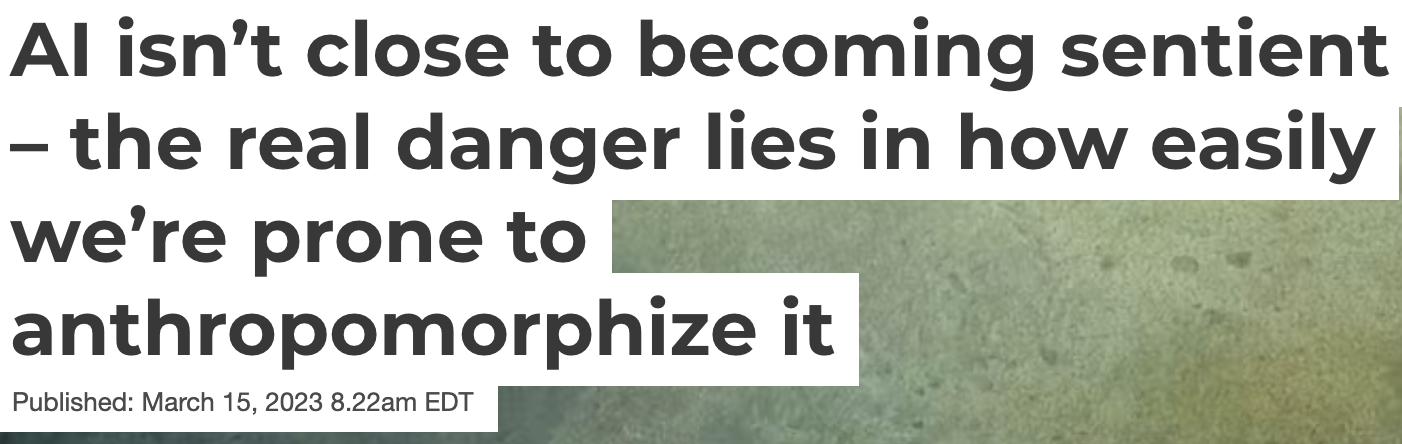 AI isn’t close to becoming sentient
– the real danger lies in how easily
we’re prone to
anthropomorphize it
Published: March 15, 2023 8.22am EDT